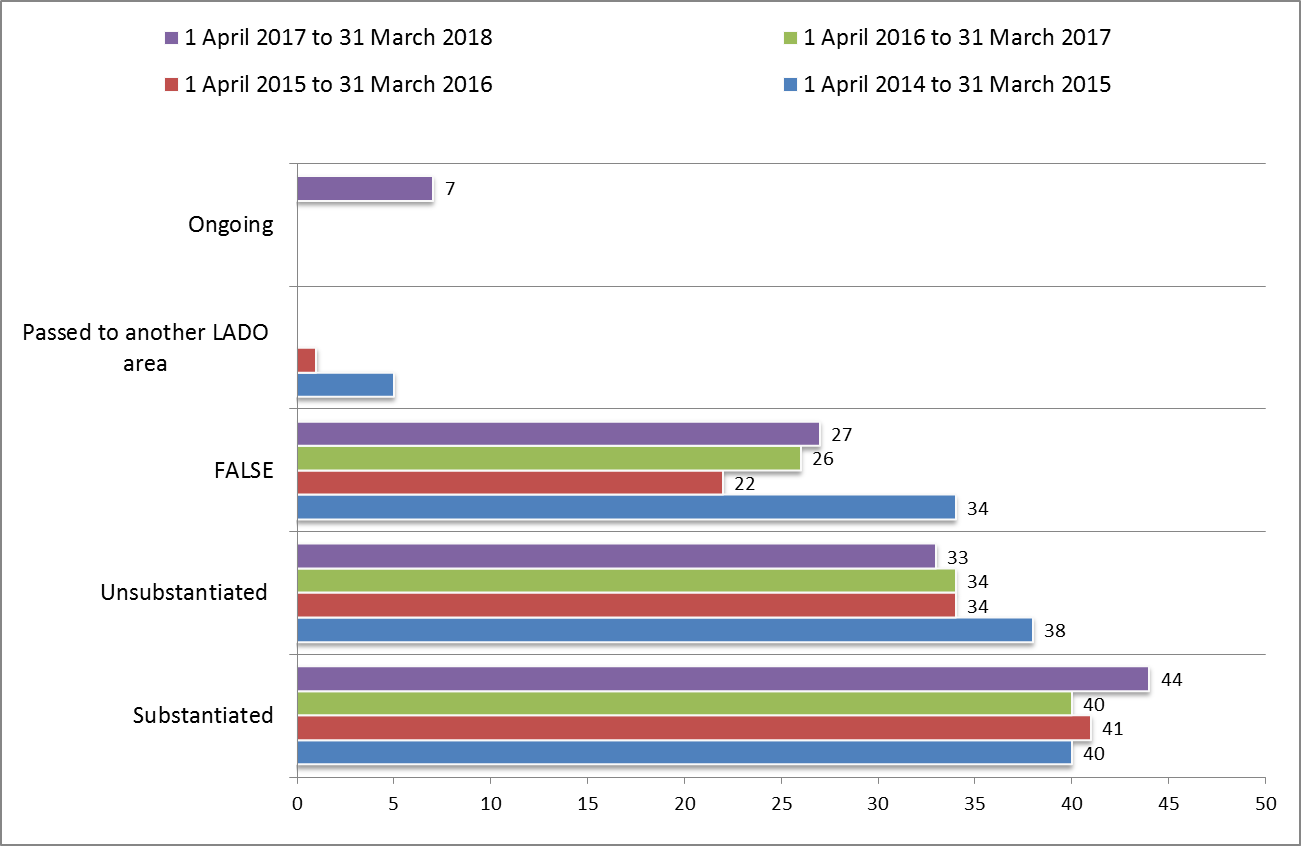 1 April 2017 to 31 March 2018
1 April 2016 to 31 March 2017
1 April 2015 to 31 March 2016
1 April 2014 to 31 March 2015
Ongoing
7
Passed to another LADO
area
FALSE
27
26
22
34
Unsubstantiated
33
34
34
38
Substantiated
44
40
41
40
0 5 10 15 20 25 30 35 40 45 50